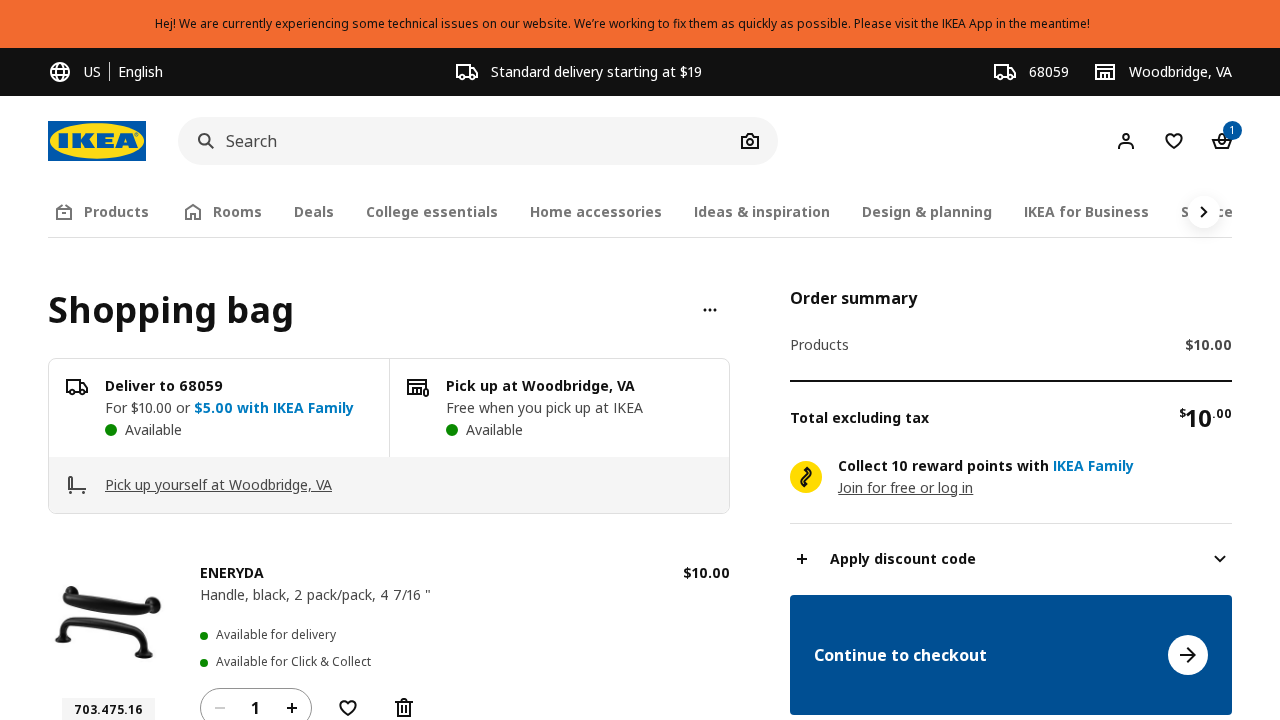 Hej! We are currently experiencing some technical issues on our website. We’re working to fix them as quickly as possible. Please visit the IKEA App in the meantime!
US | English
Standard delivery starting at $19
68059
Woodbridge, VA
IKEA
Search
1
Products
Rooms
Deals
College essentials
Home accessories
Ideas & inspiration
Design & planning
IKEA for Business
Shopping bag
Deliver to 68059
For $10.00 or $5.00 with IKEA Family
Available
Pick up at Woodbridge, VA
Free when you pick up at IKEA
Available
Pick up yourself at Woodbridge, VA
ENERYDA
$10.00
Handle, black, 2 pack/pack, 4 7/16 "
Available for delivery
Available for Click & Collect
703.475.16
1
Order summary
Products $10.00
Total excluding tax $10.00
Collect 10 reward points with IKEA Family
Join for free or log in
Apply discount code
Continue to checkout